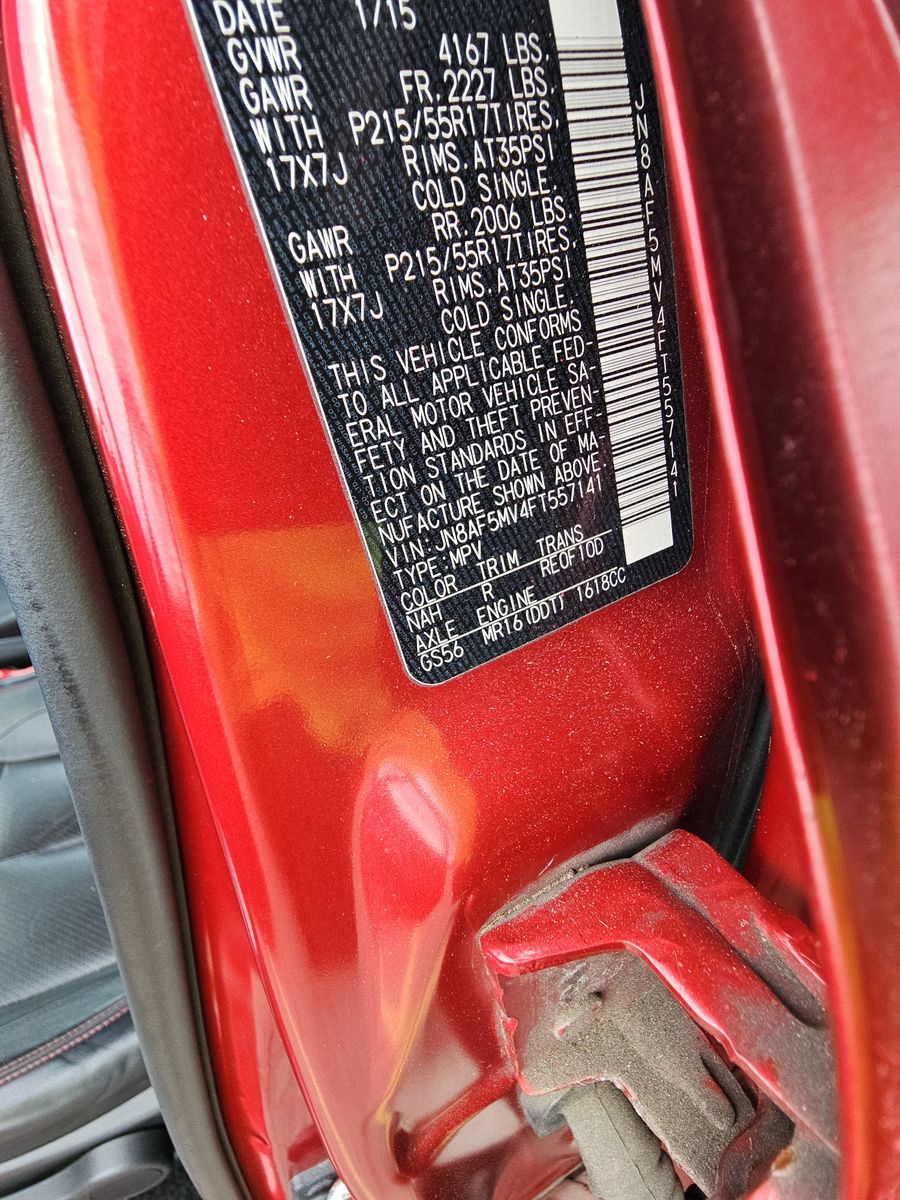 DATE 1/15
GVWR 4167 LBS.
GAWR FR. 2227 LBS.
WITH P215/55R17TIRES.
17X7J RIMS. AT35PSI
COLD SINGLE.
GAWR RR. 2006 LBS.
WITH P215/55R17TIRES.
17X7J RIMS. AT35PSI
COLD SINGLE.
THIS VEHICLE CONFORMS
TO ALL APPLICABLE FED-
ERAL MOTOR VEHICLE SA-
FETY AND THEFT PREVEN-
TION STANDARDS IN EFF-
ECT ON THE DATE OF MA-
NUFACTURE SHOWN ABOVE.
VIN: JN8AF5MV4FT557141
TYPE: MPV
COLOR TRIM TRANS
NAH R RE0F10D
AXLE ENGINE
GS56 MR16(DDT) 1618CC
JN8AF5MV4FT557141